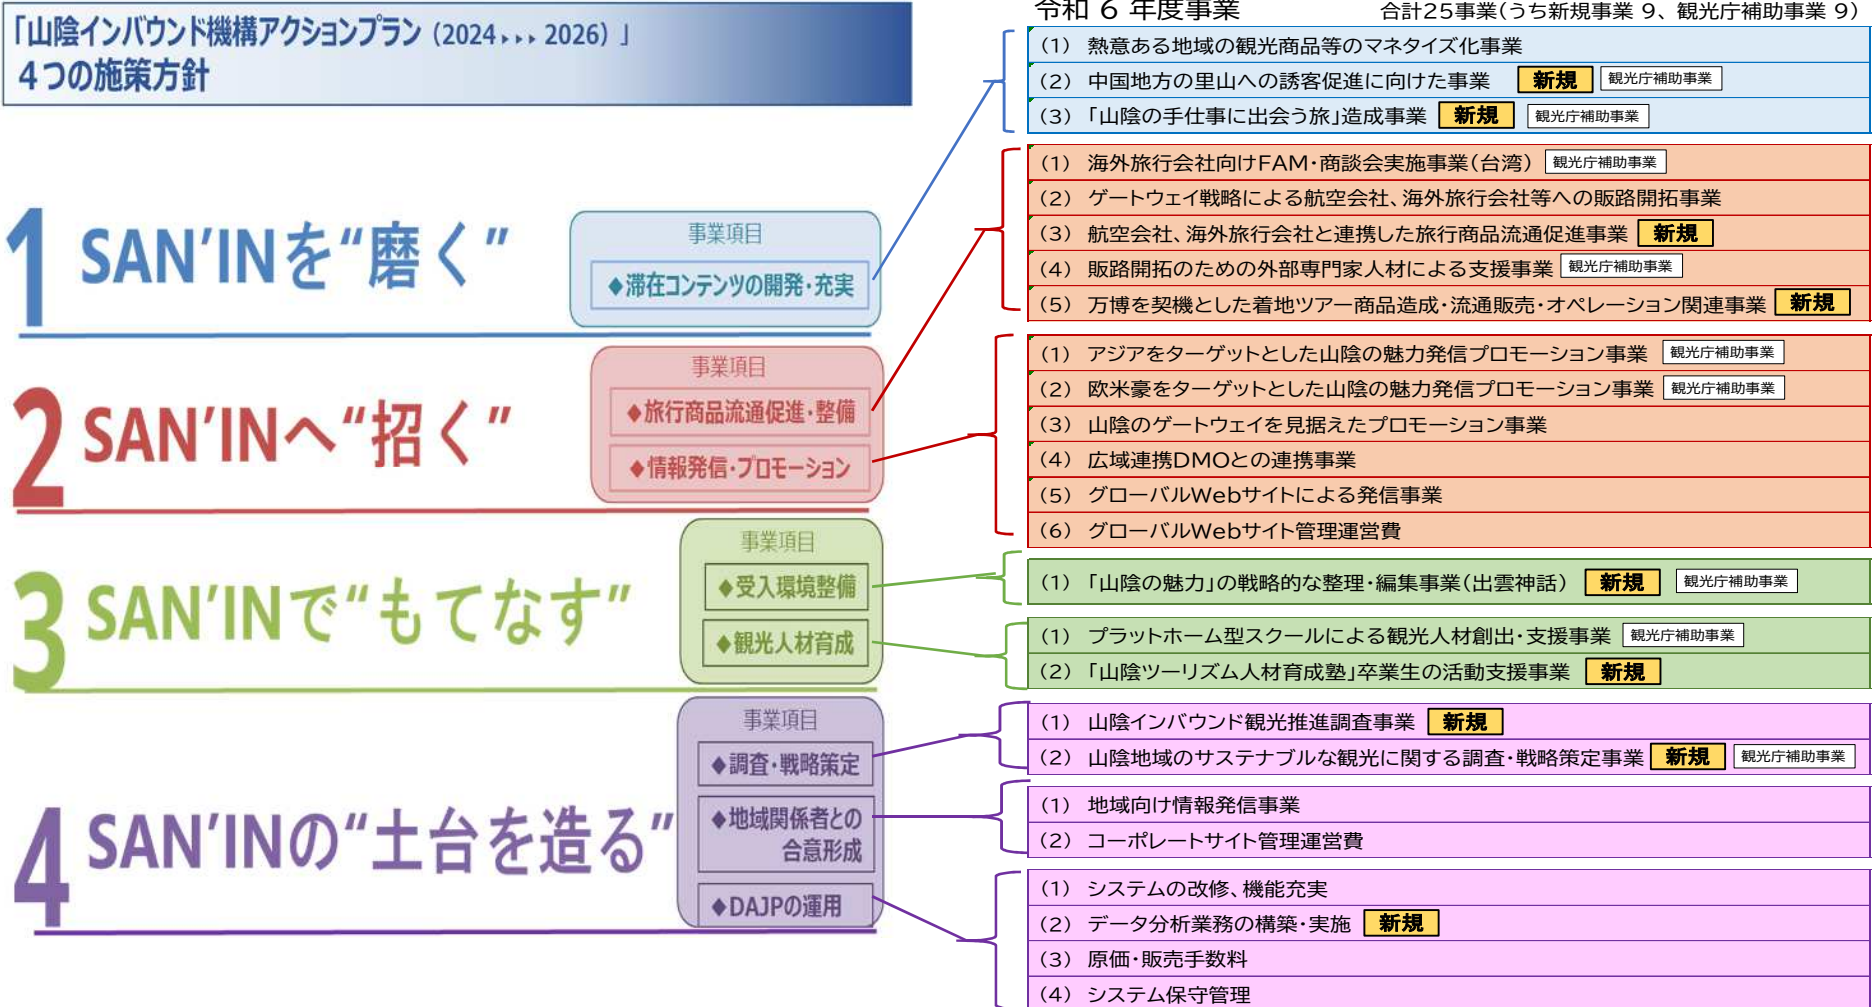 「山陰インバウンド機構アクションプラン（2024､､､2026）」
４つの施策方針
令和 6 年度事業 合計25事業（うち新規事業 9、観光庁補助事業 9）
1 SAN'INを“磨く”
事業項目
◆滞在コンテンツの開発・充実
（1） 熱意ある地域の観光商品等のマネタイズ化事業
（2） 中国地方の里山への誘客促進に向けた事業 新規 観光庁補助事業
（3） 「山陰の手仕事に出会う旅」造成事業 新規 観光庁補助事業
2 SAN'INへ“招く”
事業項目
◆旅行商品流通促進・整備
◆情報発信・プロモーション
（1） 海外旅行会社向けFAM・商談会実施事業（台湾） 観光庁補助事業
（2） ゲートウェイ戦略による航空会社、海外旅行会社等への販路開拓事業
（3） 航空会社、海外旅行会社と連携した旅行商品流通促進事業 新規
（4） 販路開拓のための外部専門家人材による支援事業 観光庁補助事業
（5） 万博を契機とした着地ツアー商品造成・流通販売・オペレーション関連事業 新規
（1） アジアをターゲットとした山陰の魅力発信プロモーション事業 観光庁補助事業
（2） 欧米豪をターゲットとした山陰の魅力発信プロモーション事業 観光庁補助事業
（3） 山陰のゲートウェイを見据えたプロモーション事業
（4） 広域連携DMOとの連携事業
（5） グローバルWebサイトによる発信事業
（6） グローバルWebサイト管理運営費
3 SAN'INで“もてなす”
事業項目
◆受入環境整備
◆観光人材育成
（1） 「山陰の魅力」の戦略的な整理・編集事業（出雲神話） 新規 観光庁補助事業
（1） プラットホーム型スクールによる観光人材創出・支援事業 観光庁補助事業
（2） 「山陰ツーリズム人材育成塾」卒業生の活動支援事業 新規
4 SAN'INの“土台を造る”
事業項目
◆調査・戦略策定
◆地域関係者との
合意形成
◆DAJPの運用
（1） 山陰インバウンド観光推進調査事業 新規
（2） 山陰地域のサステナブルな観光に関する調査・戦略策定事業 新規 観光庁補助事業
（1） 地域向け情報発信事業
（2） コーポレートサイト管理運営費
（1） システムの改修、機能充実
（2） データ分析業務の構築・実施 新規
（3） 原価・販売手数料
（4） システム保守管理